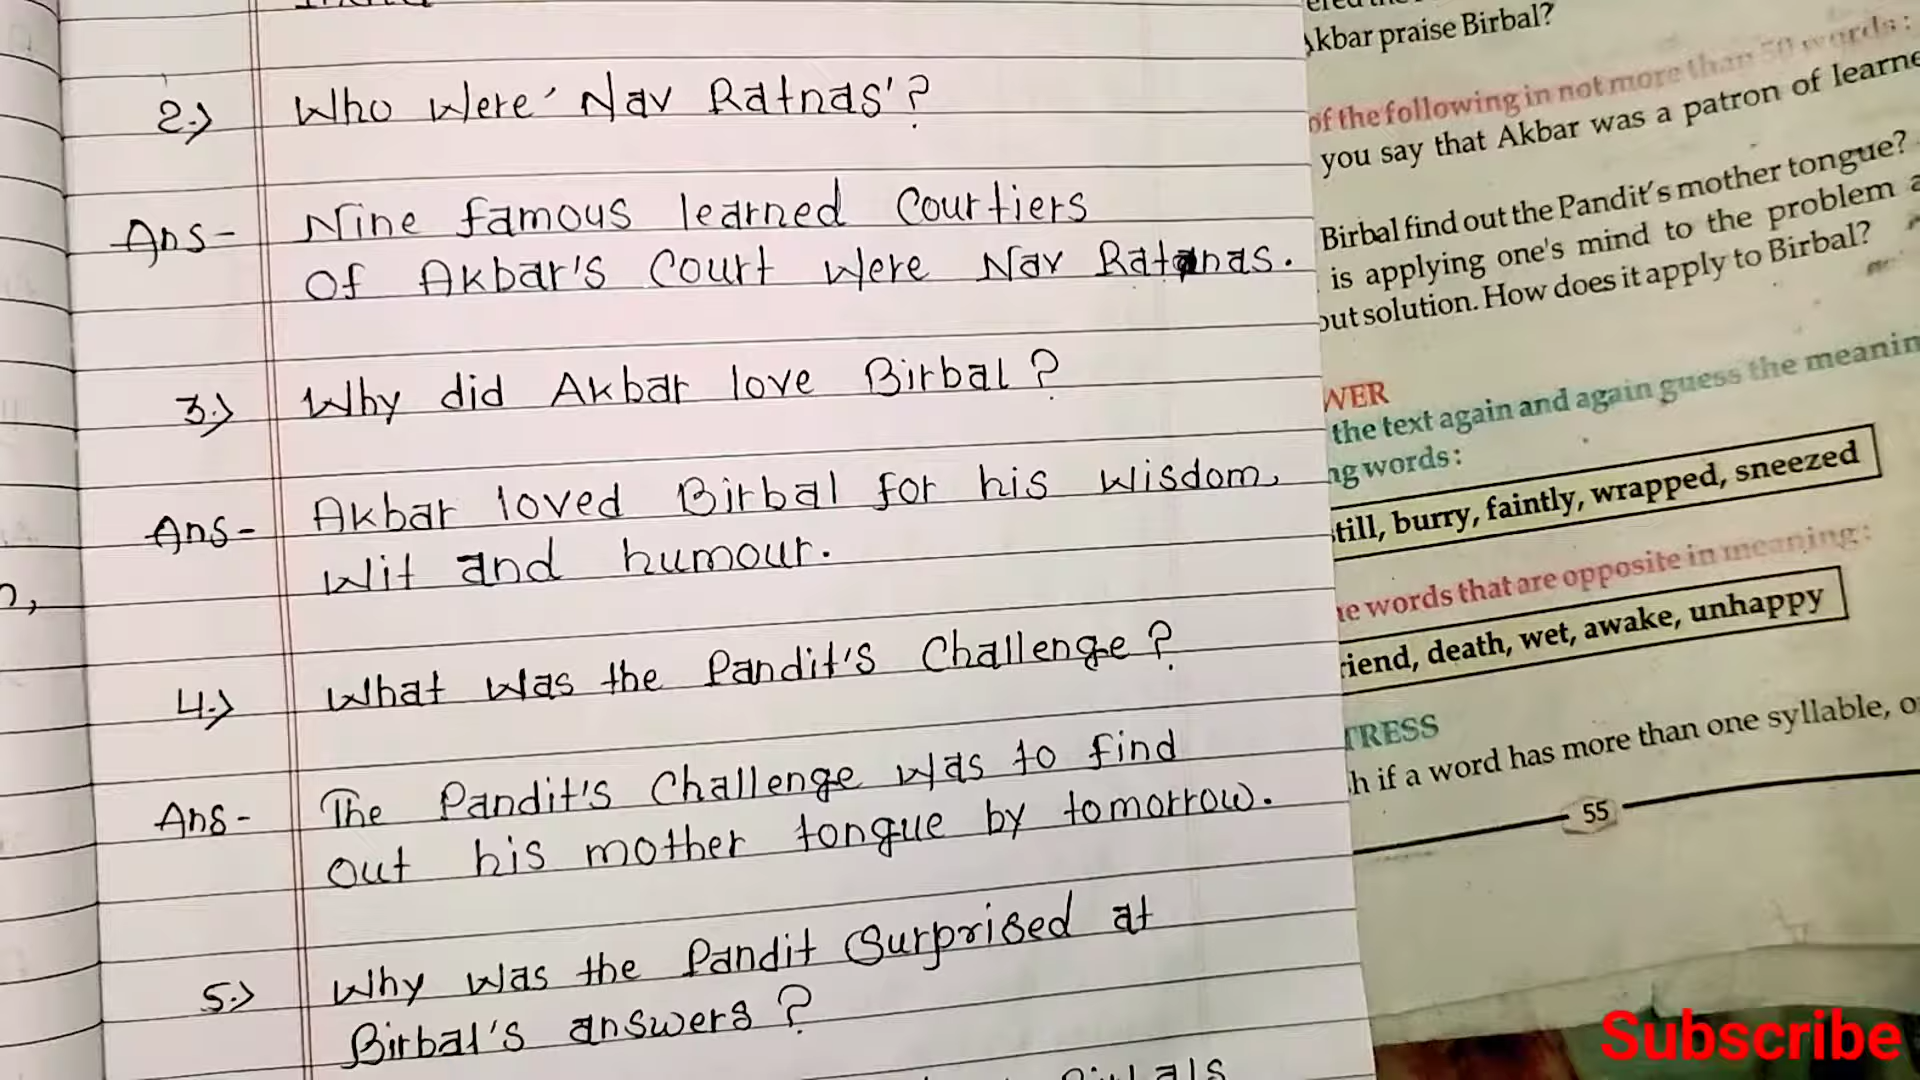 2.) Who Were 'Nav Ratnas'?
Ans- Nine famous learned Courtiers
Of Akbar's Court Were Nav Ratanas.
3.) Why did Akbar love Birbal?
Ans- Akbar loved Birbal for his wisdom,
Wit and humour.
4.) What Was the Pandit's Challenge?
Ans- The Pandit's Challenge Was to find
out his mother tongue by tomorrow.
5.) Why Was the Pandit Surprised at
Birbal's answers?
Akbar praise Birbal?
of the following in not more than 50 words:
you say that Akbar was a patron of
Birbal find out the Pandit's mother tongue?
is applying one's mind to the problem
out solution. How does it apply to Birbal?
WER
the text again and again guess the meanin
ng words:
till, burry, faintly, wrapped, sneezed
e words that are opposite in meaning:
riend, death, wet, awake, unhappy
TRESS
h if a word has more than one syllable,
55
Subscribe